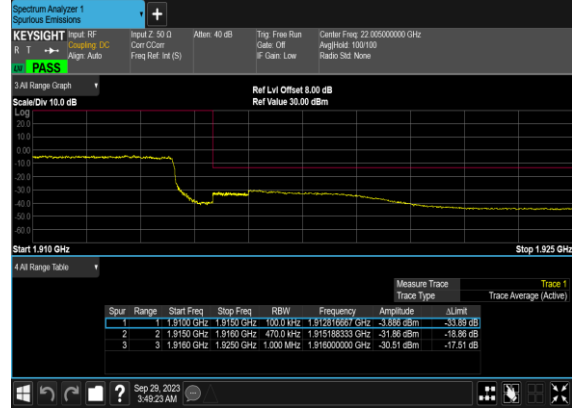 Spectrum Analyzer 1
Spurious Emissions
KEYSIGHT Input: RF Input Z: 50 Ω Atten: 40 dB Trig: Free Run Center Freq: 22.005000000 GHz
R T Coupling: DC Corr CCorr Gate: Off Avg|Hold: 100/100
Align: Auto Freq Ref: Int (S) IF Gain: Low Radio Std: None
PASS
3 All Range Graph Ref Lvl Offset 8.00 dB
Scale/Div 10.0 dB Ref Value 30.00 dBm
Log
20.0
10.0
0.00
-10.0
-20.0
-30.0
-40.0
-50.0
-60.0
Start 1.910 GHz Stop 1.925 GHz
4 All Range Table
Measure Trace Trace 1
Trace Type Trace Average (Active)
Spur Range Start Freq Stop Freq RBW Frequency Amplitude ΔLimit
1 1 1.9100 GHz 1.9150 GHz 100.0 kHz 1.912816667 GHz -3.886 dBm -33.89 dB
2 2 1.9150 GHz 1.9160 GHz 470.0 kHz 1.915188333 GHz -31.86 dBm -18.86 dB
3 3 1.9160 GHz 1.9250 GHz 1.000 MHz 1.916000000 GHz -30.51 dBm -17.51 dB
? Sep 29, 2023
3:49:23 AM